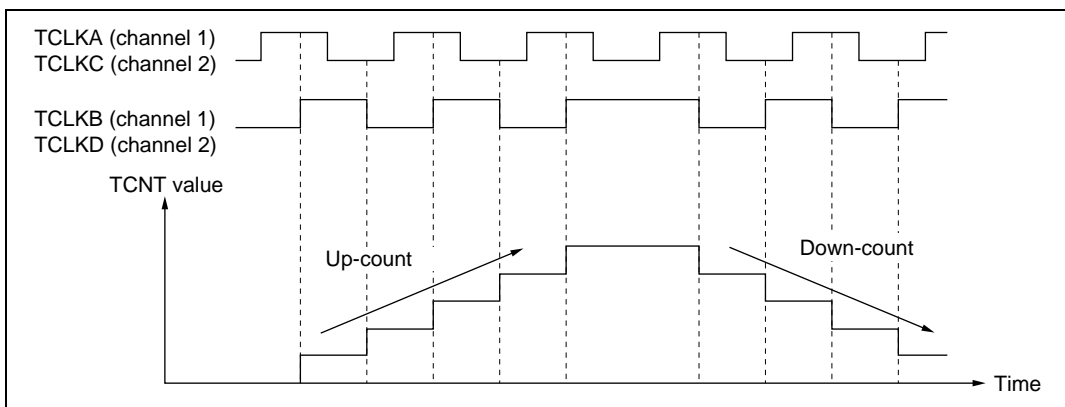 TCLKA (channel 1)
TCLKC (channel 2)
TCLKB (channel 1)
TCLKD (channel 2)
TCNT value
Up-count
Down-count
Time